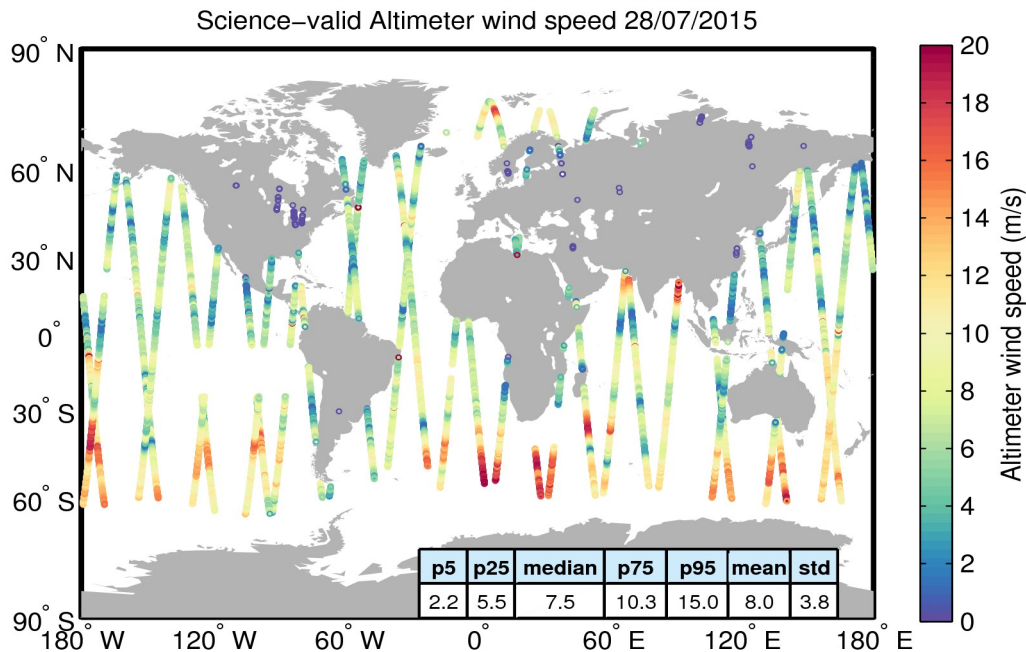 Science−valid Altimeter wind speed 28/07/2015
90° N
60° N
30° N
0°
30° S
60° S
90° S
180° W
120° W
60° W
0°
60° E
120° E
180° E
p5 p25 median p75 p95 mean std
2.2 5.5 7.5 10.3 15.0 8.0 3.8
20
18
16
14
12
10
8
6
4
2
0
Altimeter wind speed (m/s)